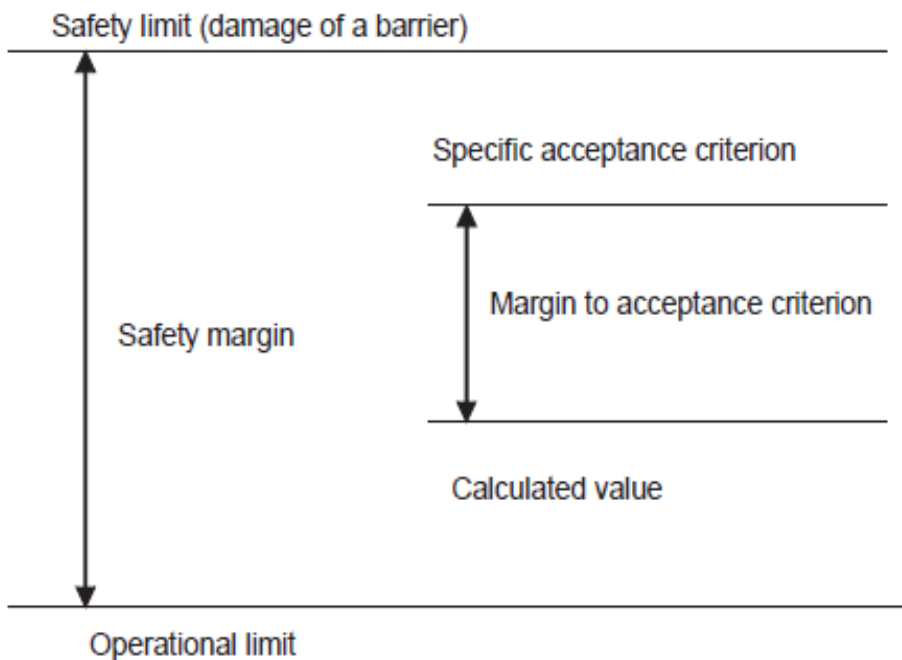 Safety limit (damage of a barrier)
Specific acceptance criterion
Margin to acceptance criterion
Safety margin
Calculated value
Operational limit